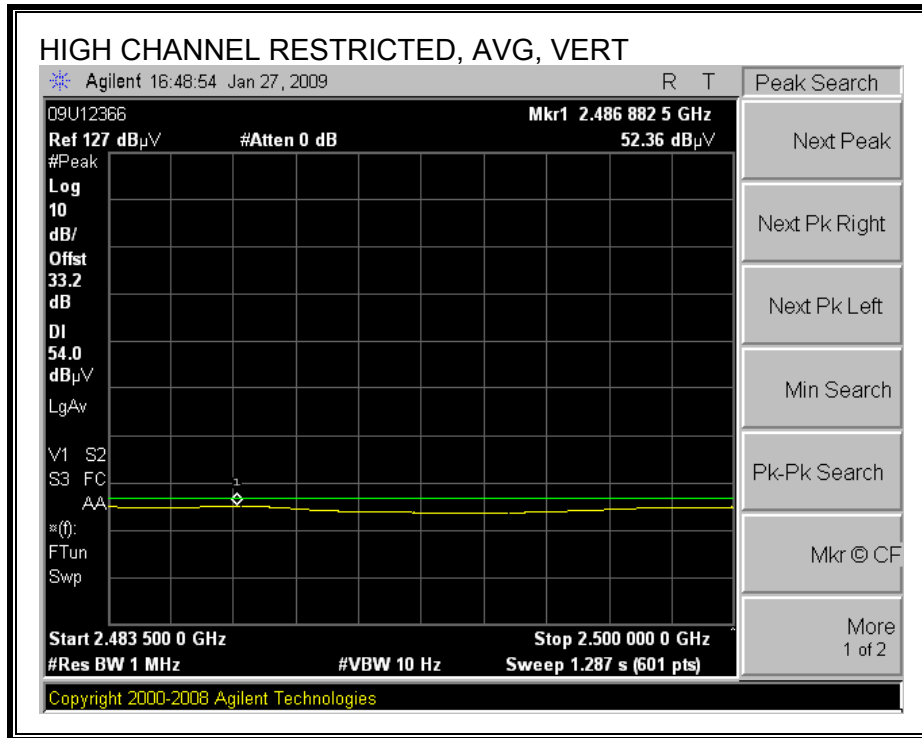 HIGH CHANNEL RESTRICTED, AVG, VERT
Agilent 16:48:54 Jan 27, 2009 R T
Peak Search
09U12366
Mkr1 2.486 882 5 GHz
Ref 127 dBµV #Atten 0 dB 52.36 dBµV
#Peak
Log
10
dB/
Offst
33.2
dB
DI
54.0
dBµV
LgAv
V1 S2
S3 FC
AA
¤(f):
FTun
Swp
1
Start 2.483 500 0 GHz Stop 2.500 000 0 GHz
#Res BW 1 MHz #VBW 10 Hz Sweep 1.287 s (601 pts)
Copyright 2000-2008 Agilent Technologies
Next Peak
Next Pk Right
Next Pk Left
Min Search
Pk-Pk Search
Mkr © CF
More
1 of 2